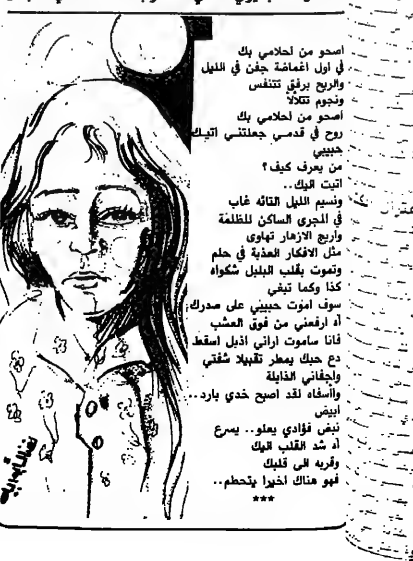 اصحو من احلامي بك
في اول اغماضة جفن في الليل
والريح برفق تتنفس
ونجوم تتلألأ
اصحو من احلامي بك
روح في قدمي جعلتني اتيك
حبيبي
من يعرف كيف؟
اتيت اليك..
ونسيم الليل التائه غاب
في المجرى الساكن للظلمة
واريج الازهار تهاوى
مثل الافكار العذبة في حلم
وتموت بقلب البلبل شكواه
كذا وكما تبغي
سوف اموت حبيبي على صدرك
آه ارفعني من فوق العشب
فانا ساموت اراني اذبل اسقط
دع حبك يمطر تقبيلا شفتي
واجفاني الذابلة
واأسفاه لقد اصبح خدي بارد..
ابيض
نبض فؤادي يعلو.. يسرع
آه شد القلب اليك
وقربه الى قلبك
فهو هناك اخيرا يتحطم..
***